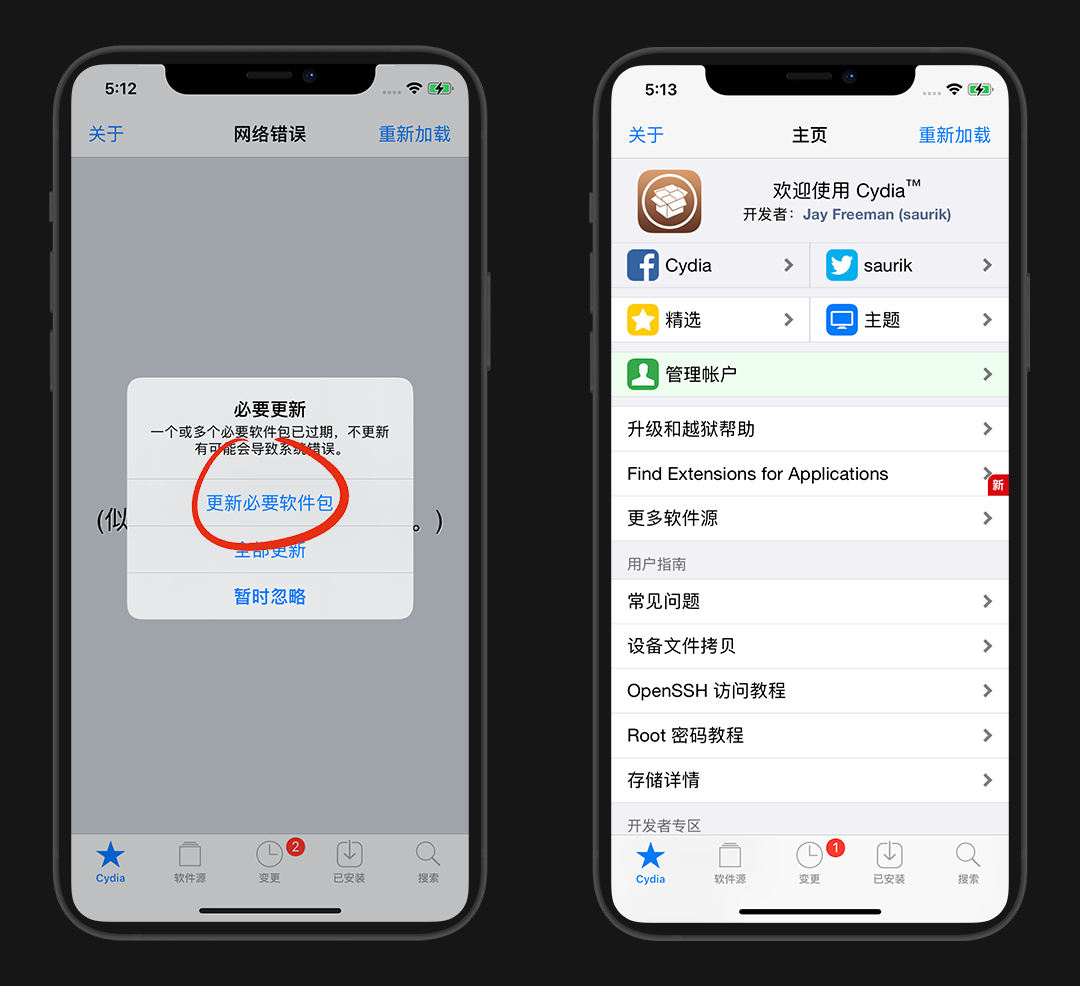 5:12
关于
网络错误
重新加载
必要更新
一个或多个必要软件包已过期，不更新
有可能会导致系统错误。
更新必要软件包
(似
。)
全部更新
暂时忽略
2
Cydia
软件源
变更
已安装
搜索
5:13
关于
主页
重新加载
欢迎使用 Cydia™
开发者：Jay Freeman (saurik)
Cydia
saurik
精选
主题
管理帐户
升级和越狱帮助
Find Extensions for Applications
新
更多软件源
用户指南
常见问题
设备文件拷贝
OpenSSH 访问教程
Root 密码教程
存储详情
开发者专区
1
Cydia
软件源
变更
已安装
搜索